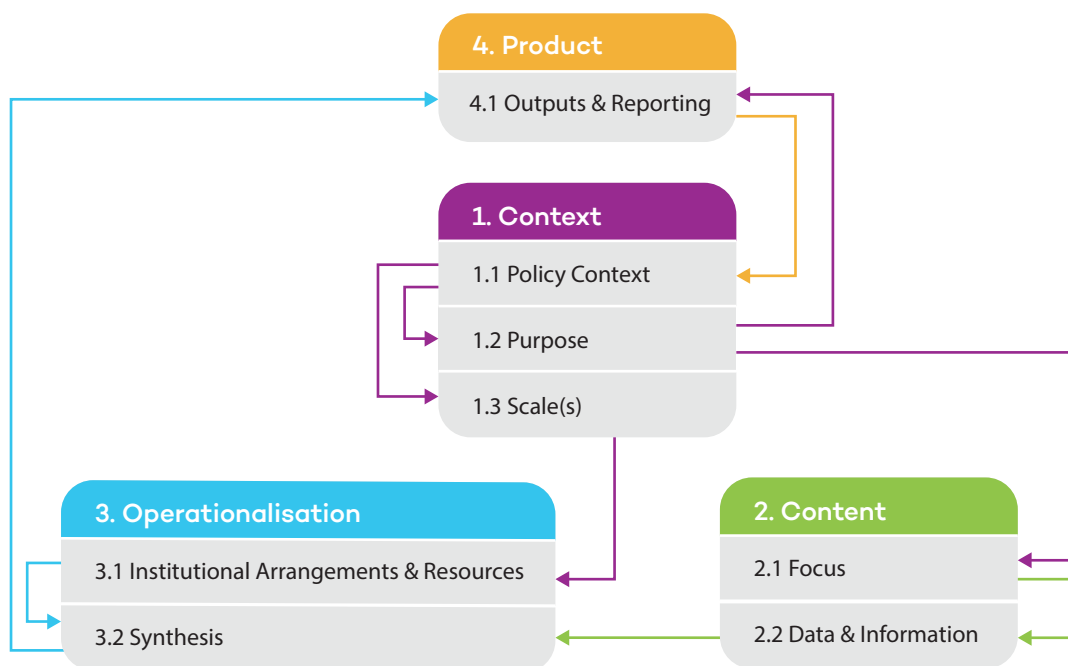 4. Product
4.1 Outputs & Reporting
1. Context
1.1 Policy Context
1.2 Purpose
1.3 Scale(s)
3. Operationalisation
3.1 Institutional Arrangements & Resources
3.2 Synthesis
2. Content
2.1 Focus
2.2 Data & Information